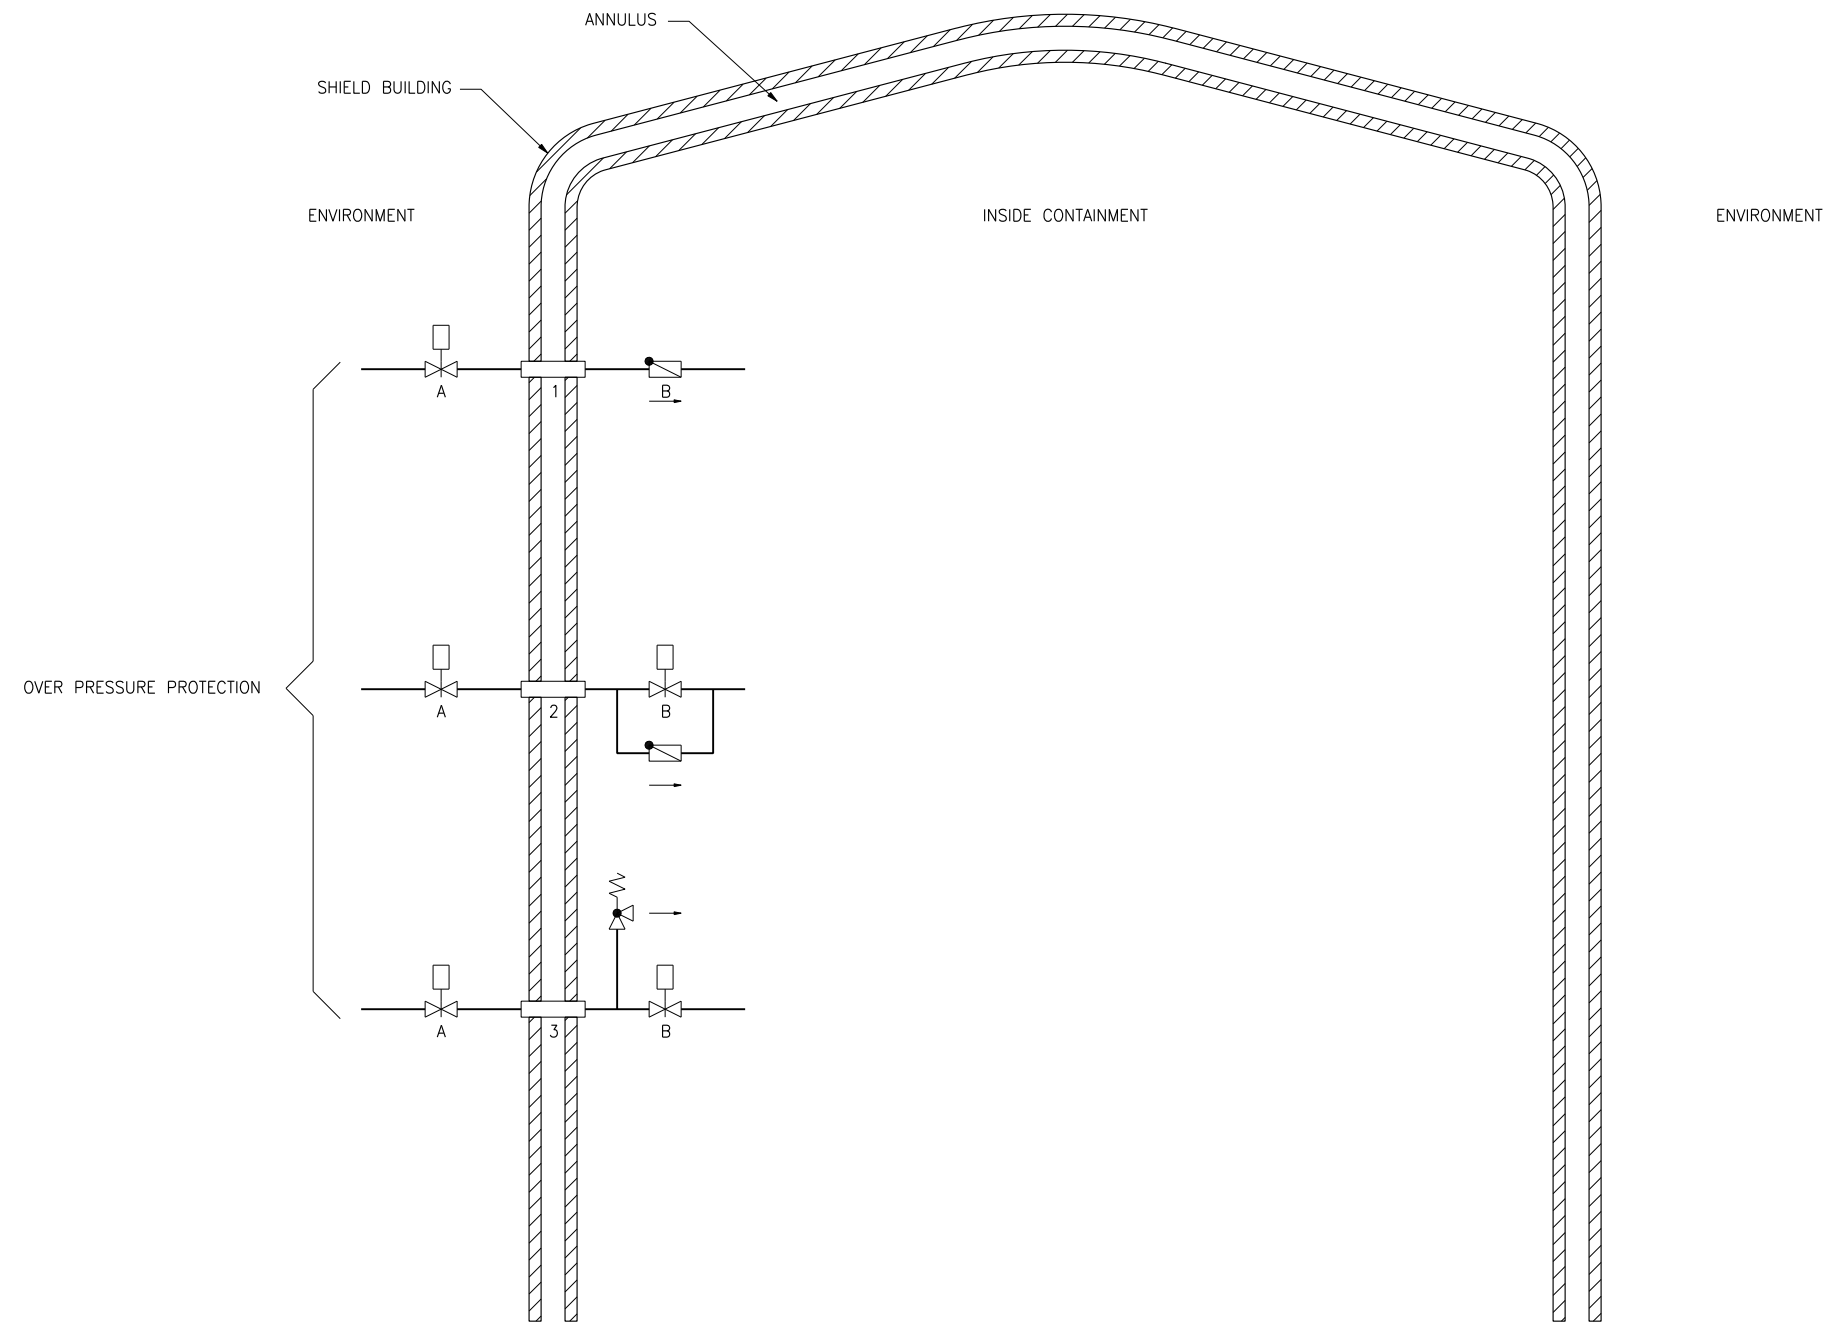 ANNULUS
SHIELD BUILDING
ENVIRONMENT
INSIDE CONTAINMENT
ENVIRONMENT
A
1
B
OVER PRESSURE PROTECTION
A
2
B
A
3
B